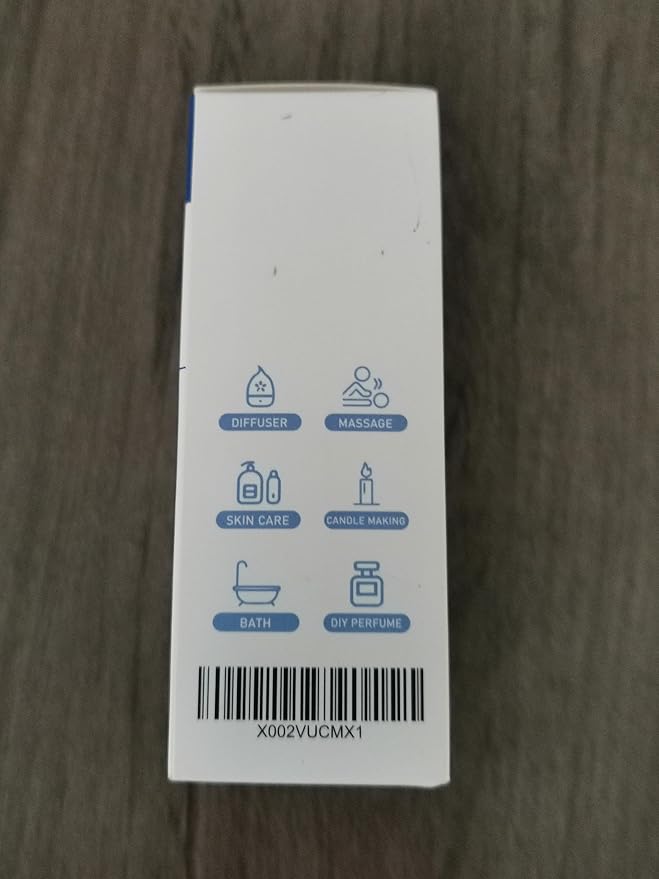 DIFFUSER MASSAGE
SKIN CARE CANDLE MAKING
BATH DIY PERFUME
X002VUCMX1